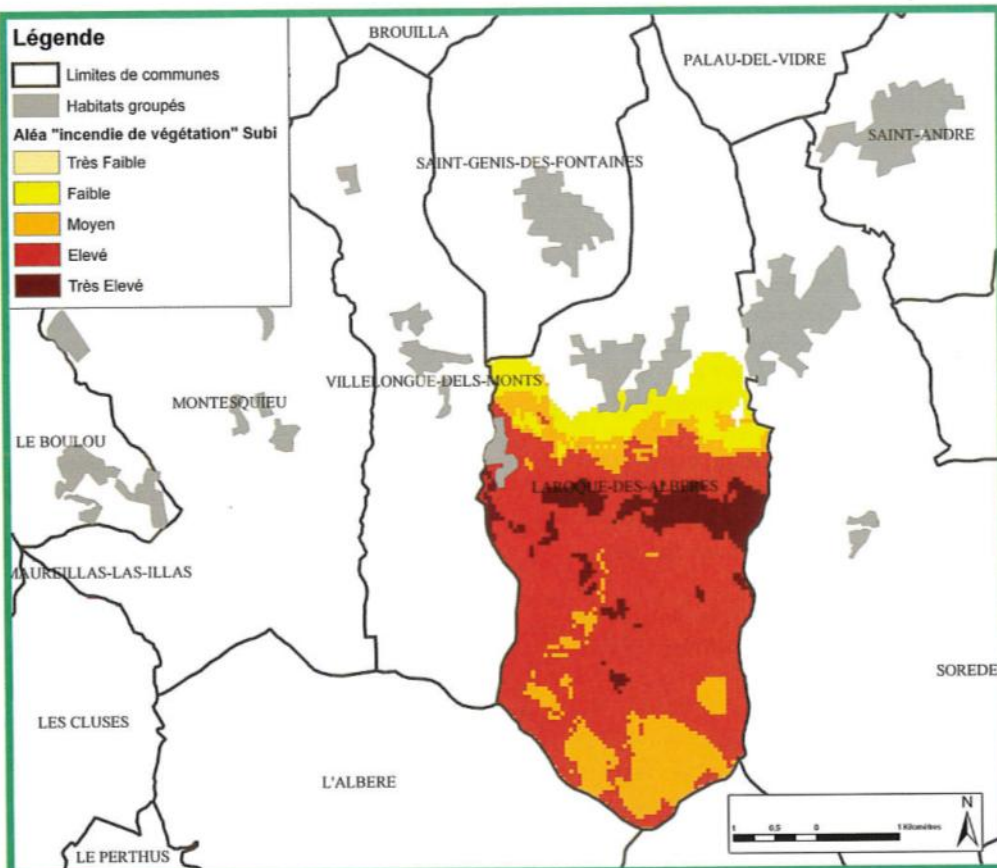 Légende
Limites de communes
Habitats groupés
Aléa "incendie de végétation" Subi
Très Faible
Faible
Moyen
Elevé
Très Elevé
BROUILLA
PALAU-DEL-VIDRE
SAINT-ANDRE
SAINT-GENIS-DES-FONTAINES
VILLELONGUE-DELS-MONTS
MONTESQUIEU
LE BOULOU
LAROQUE-DES-ALBERES
MAUREILLAS-LAS-ILLAS
SOREDE
LES CLUSES
L'ALBERE
LE PERTHUS
N
1 0,5 0 1 Kilomètres